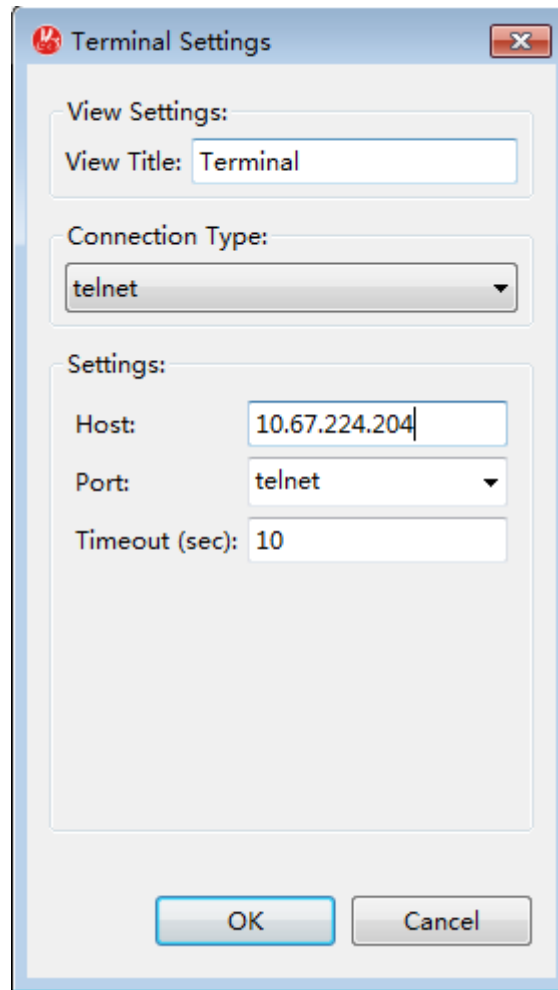 Terminal Settings
View Settings:
View Title: Terminal
Connection Type:
telnet
Settings:
Host: 10.67.224.204
Port: telnet
Timeout (sec): 10
OK Cancel